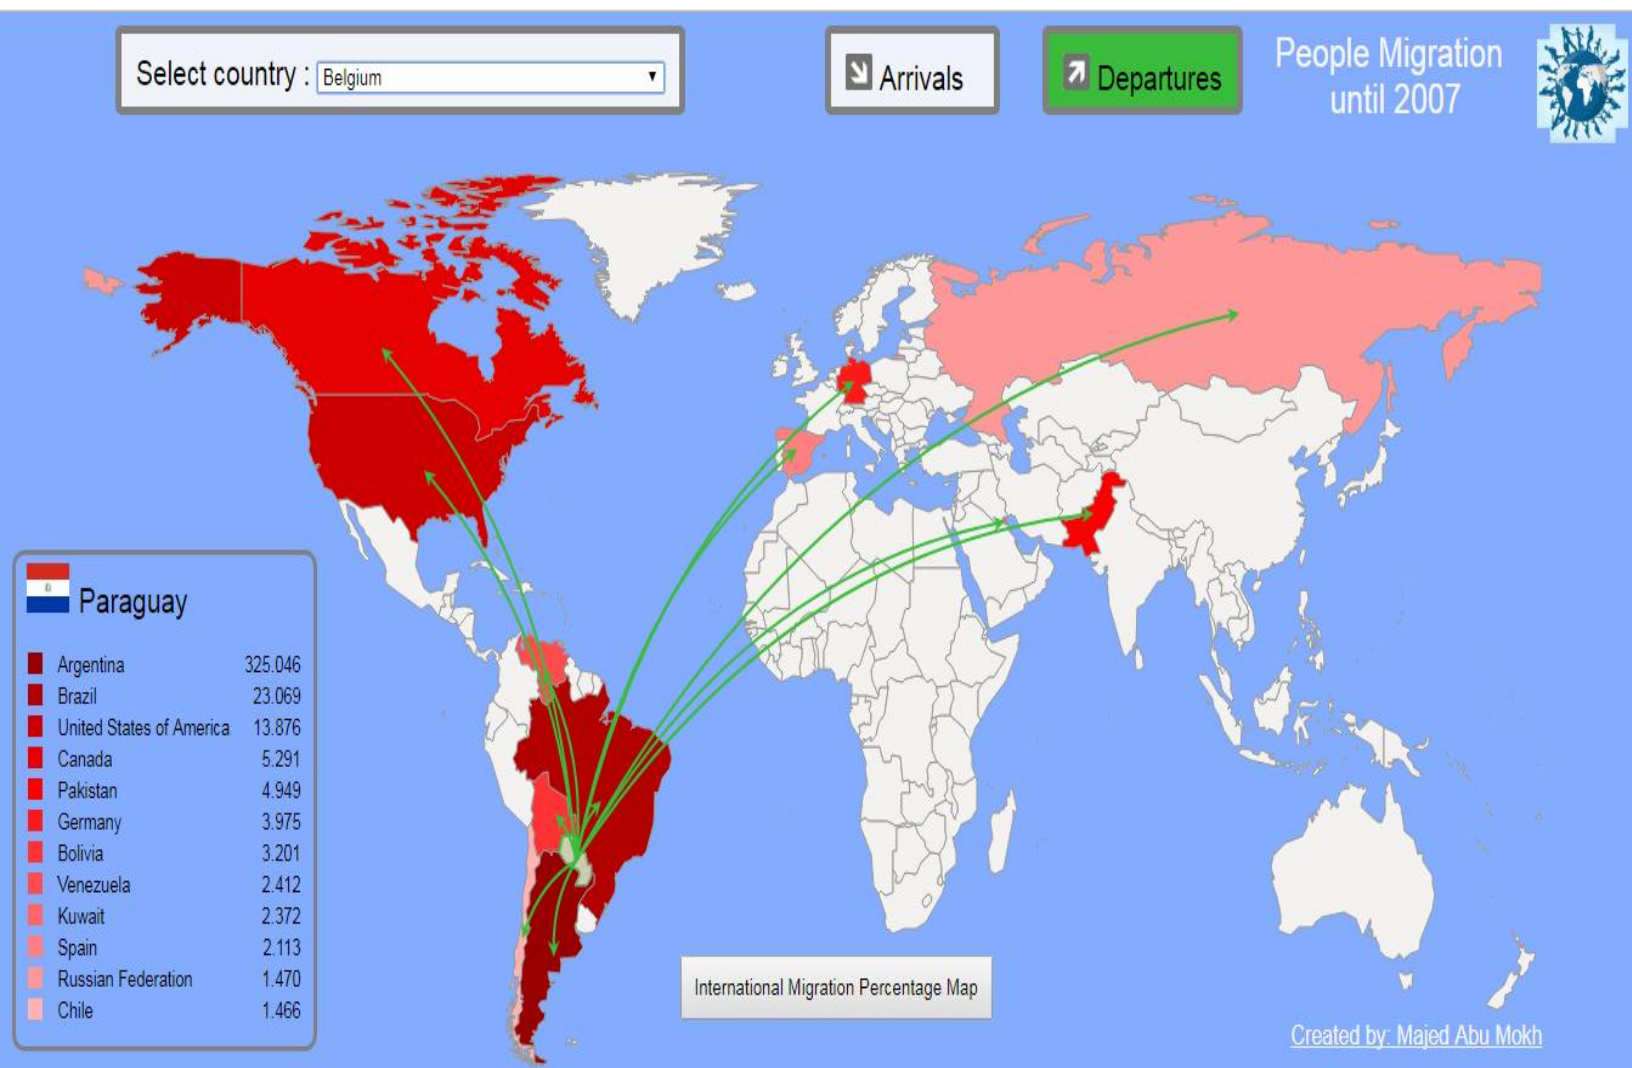 Select country : Belgium
Arrivals
Departures
People Migration
until 2007
Paraguay
Argentina 325.046
Brazil 23.069
United States of America 13.876
Canada 5.291
Pakistan 4.949
Germany 3.975
Bolivia 3.201
Venezuela 2.412
Kuwait 2.372
Spain 2.113
Russian Federation 1.470
Chile 1.466
International Migration Percentage Map
Created by: Majed Abu Mokh